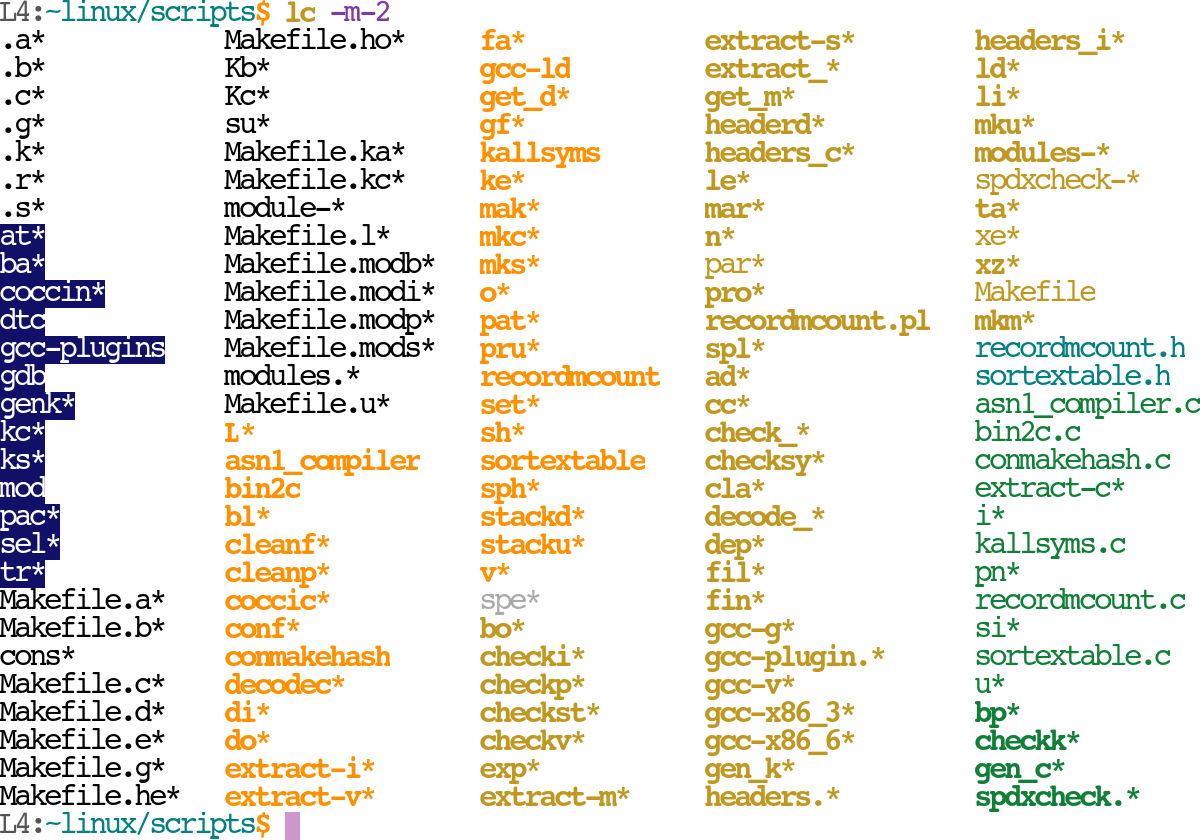 L4:~linux/scripts$ lc -m-2
.a* Makefile.ho* fa* extract-s* headers_i*
.b* Kb* gcc-ld extract_* ld*
.c* Kc* get_d* get_m* li*
.g* su* gf* headerd* mku*
.k* Makefile.ka* kallsyms headers_c* modules-*
.r* Makefile.kc* ke* le* spdxcheck-*
.s* module-* mak* mar* ta*
at* Makefile.l* mkc* n* xe*
ba* Makefile.modb* mks* par* xz*
coccin* Makefile.modi* o* pro* Makefile
dtc Makefile.modp* pat* recordmcount.pl mkm*
gcc-plugins Makefile.mods* pru* spl* recordmcount.h
gdb modules.* recordmcount ad* sortextable.h
genk* Makefile.u* set* cc* asn1_compiler.c
kc* L* sh* check_* bin2c.c
ks* asn1_compiler sortextable checksy* conmakehash.c
mod bin2c sph* cla* extract-c*
pac* bl* stackd* decode_* i*
sel* cleanf* stacku* dep* kallsyms.c
tr* cleanp* v* fil* pn*
Makefile.a* coccic* spe* fin* recordmcount.c
Makefile.b* conf* bo* gcc-g* si*
cons* conmakehash checki* gcc-plugin.* sortextable.c
Makefile.c* decodec* checkp* gcc-v* u*
Makefile.d* di* checkst* gcc-x86_3* bp*
Makefile.e* do* checkv* gcc-x86_6* checkk*
Makefile.g* extract-i* exp* gen_k* gen_c*
Makefile.he* extract-v* extract-m* headers.* spdxcheck.*
L4:~linux/scripts$